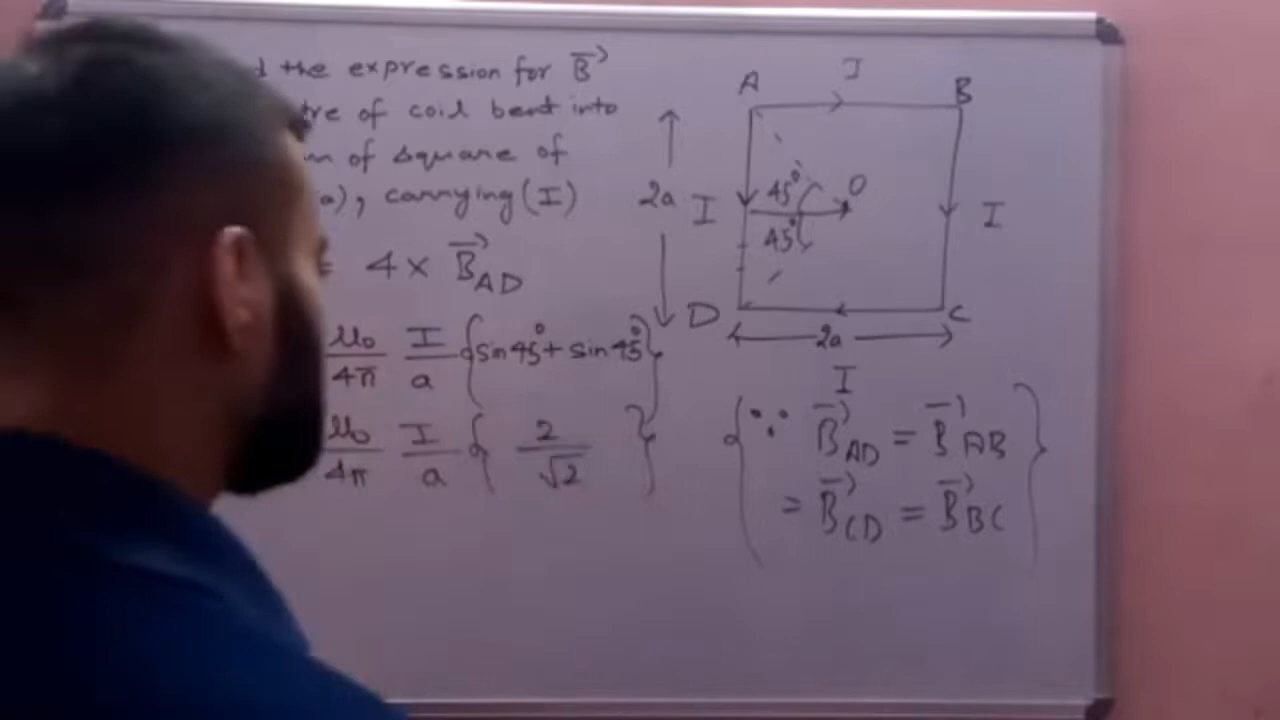 the expression for B⃗
of coil bent into
of square of
a), carrying (I)
= 4 × B⃗AD
μ₀/4π I/a {sin 45° + sin 45°}
μ₀/4π I/a { 2/√2 }
A I B
2a I 45° O I
45°
D C
2a
I
{∵ B⃗AD = B⃗AB
= B⃗CD = B⃗BC}